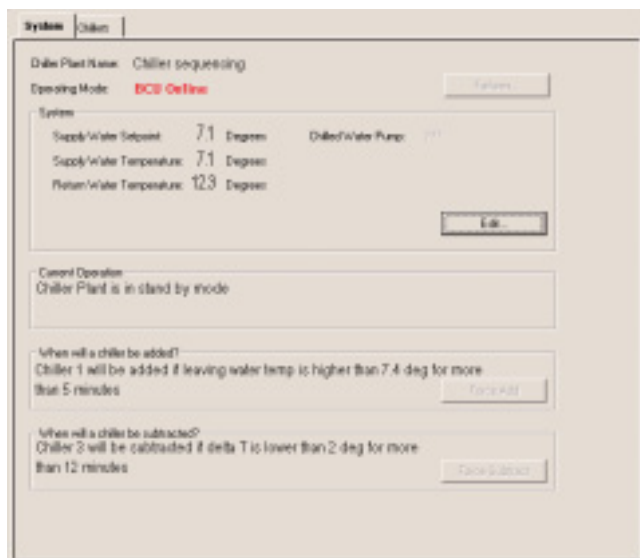 System Chillers
Chiller Plant Name: Chiller sequencing
Operating Mode: BCU Online
System
Supply Water Setpoint: 7.1 Degrees Chilled Water Pump:
Supply Water Temperature: 7.1 Degrees
Return Water Temperature: 12.9 Degrees
Edit...
Current Operation
Chiller Plant is in stand by mode
When will a chiller be added?
Chiller 1 will be added if leaving water temp is higher than 7.4 deg for more
than 5 minutes
Force Add
When will a chiller be subtracted?
Chiller 3 will be subtracted if delta T is lower than 2 deg for more
than 12 minutes
Force Subtract